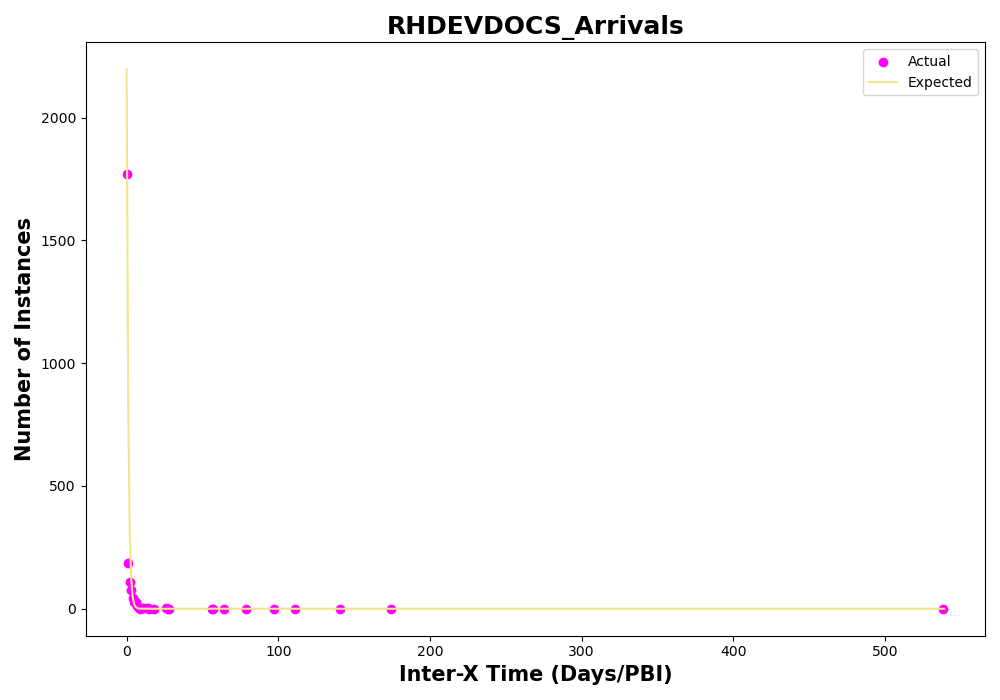 RHDEVDOCS_Arrivals
Actual
Expected
2000
1500
1000
500
0
Number of Instances
0 100 200 300 400 500
Inter-X Time (Days/PBI)